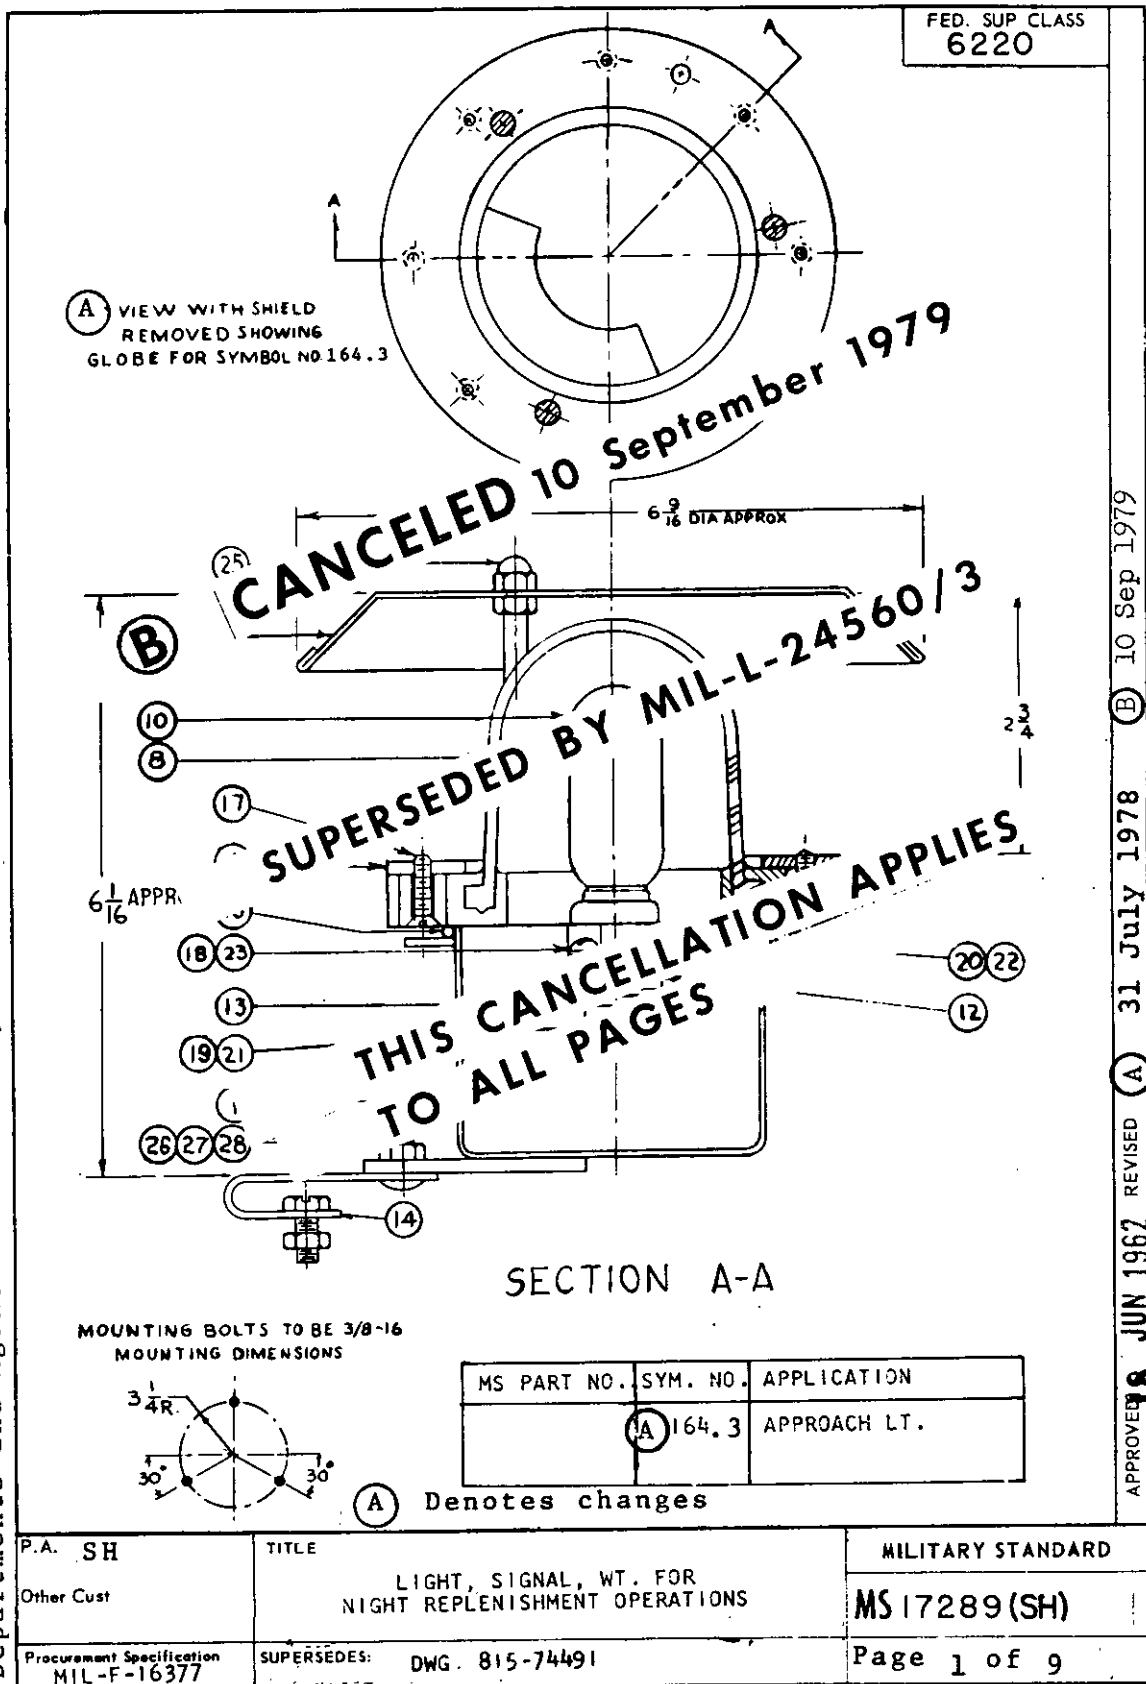 FED. SUP CLASS
6220
A
A
A VIEW WITH SHIELD
REMOVED SHOWING
GLOBE FOR SYMBOL NO 164.3
CANCELED 10 September 1979
6 9/16 DIA APPROX
25
B
SUPERSEDED BY MIL-L-24560/3
10
8
2 3/4
17
6 1/16 APPR
18 23
20 22
13
12
19 21
THIS CANCELLATION APPLIES
TO ALL PAGES
26 27 28
14
SECTION A-A
MOUNTING BOLTS TO BE 3/8-16
MOUNTING DIMENSIONS
3 1/4 R.
30°
30°
MS PART NO. SYM. NO. APPLICATION
A 164.3 APPROACH LT.
A Denotes changes
APPROVED JUN 1962 REVISED A 31 July 1978 B 10 Sep 1979
P.A. SH
Other Cust
TITLE
LIGHT, SIGNAL, WT. FOR
NIGHT REPLENISHMENT OPERATIONS
MILITARY STANDARD
MS 17289(SH)
Procurement Specification
MIL-F-16377
SUPERSEDES: DWG. 815-74491
Page 1 of 9